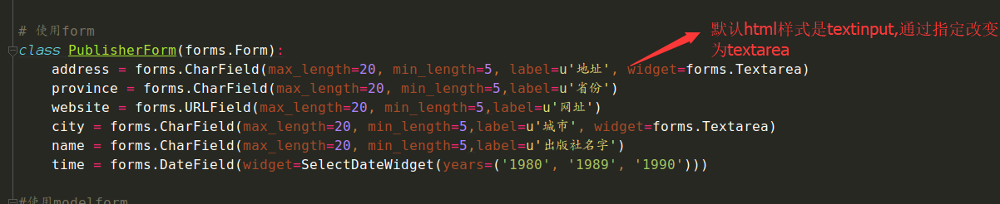 # 使用form
class PublisherForm(forms.Form):
默认html样式是textinput,通过指定改变
为textarea
address = forms.CharField(max_length=20, min_length=5, label=u'地址', widget=forms.Textarea)
province = forms.CharField(max_length=20, min_length=5,label=u'省份')
website = forms.URLField(max_length=20, min_length=5,label=u'网址')
city = forms.CharField(max_length=20, min_length=5,label=u'城市', widget=forms.Textarea)
name = forms.CharField(max_length=20, min_length=5,label=u'出版社名字')
time = forms.DateField(widget=SelectDateWidget(years=('1980', '1989', '1990')))
#使用modelform